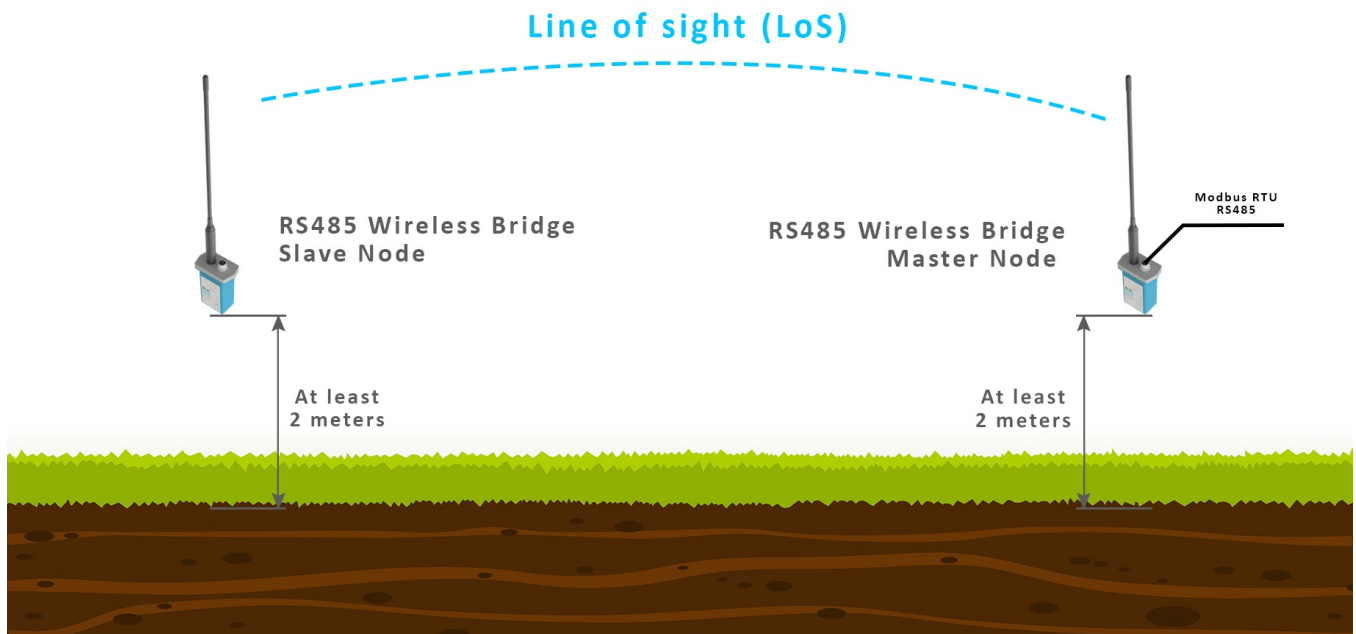 Line of sight (LoS)
Modbus RTU
RS485
RS485 Wireless Bridge
Slave Node
RS485 Wireless Bridge
Master Node
At least
2 meters
At least
2 meters